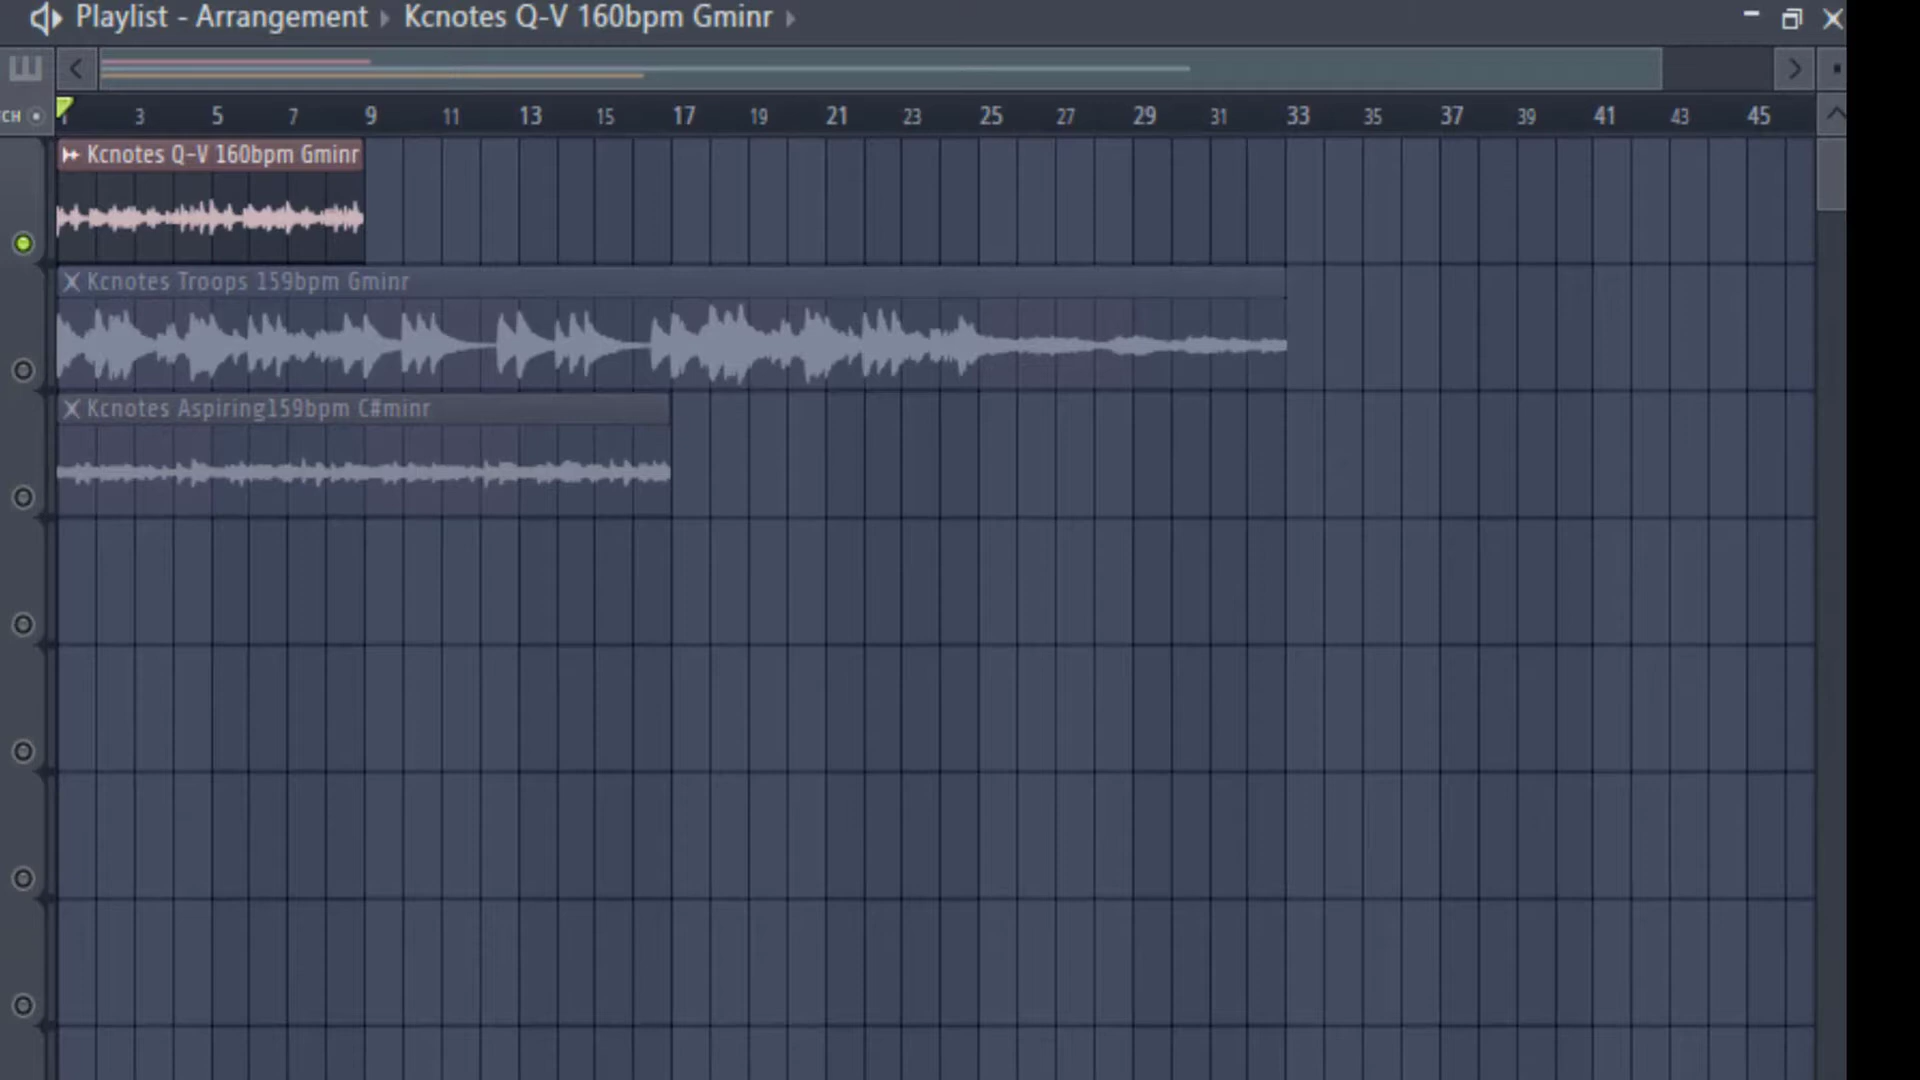 Playlist - Arrangement ▸ Kcnotes Q-V 160bpm Gminr ▸
CH 1 3 5 7 9 11 13 15 17 19 21 23 25 27 29 31 33 35 37 39 41 43 45
Kcnotes Q-V 160bpm Gminr
Kcnotes Troops 159bpm Gminr
Kcnotes Aspiring159bpm C#minr